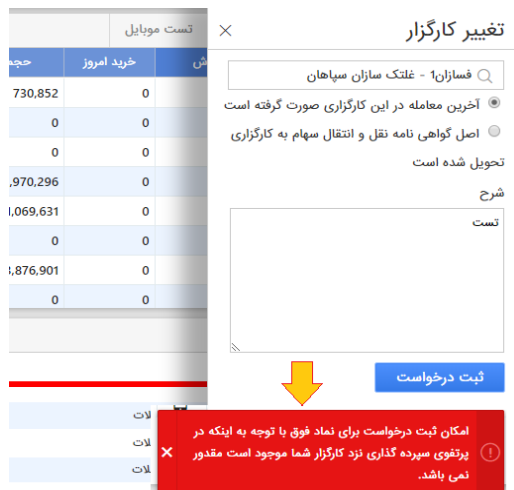 تغییر کارگزار
فسازان1 - غلتک سازان سپاهان
آخرین معامله در این کارگزاری صورت گرفته است
اصل گواهی نامه نقل و انتقال سهام به کارگزاری
تحویل شده است
شرح
تست
ثبت درخواست
امکان ثبت درخواست برای نماد فوق با توجه به اینکه در
پرتفوی سپرده گذاری نزد کارگزار شما موجود است مقدور
نمی باشد.
تست موبایل
خرید امروز
0 730,852
0 0
0 0
0 ,970,296
0 ,069,631
0 0
0 ,876,901
0 0
لات
لات
لات